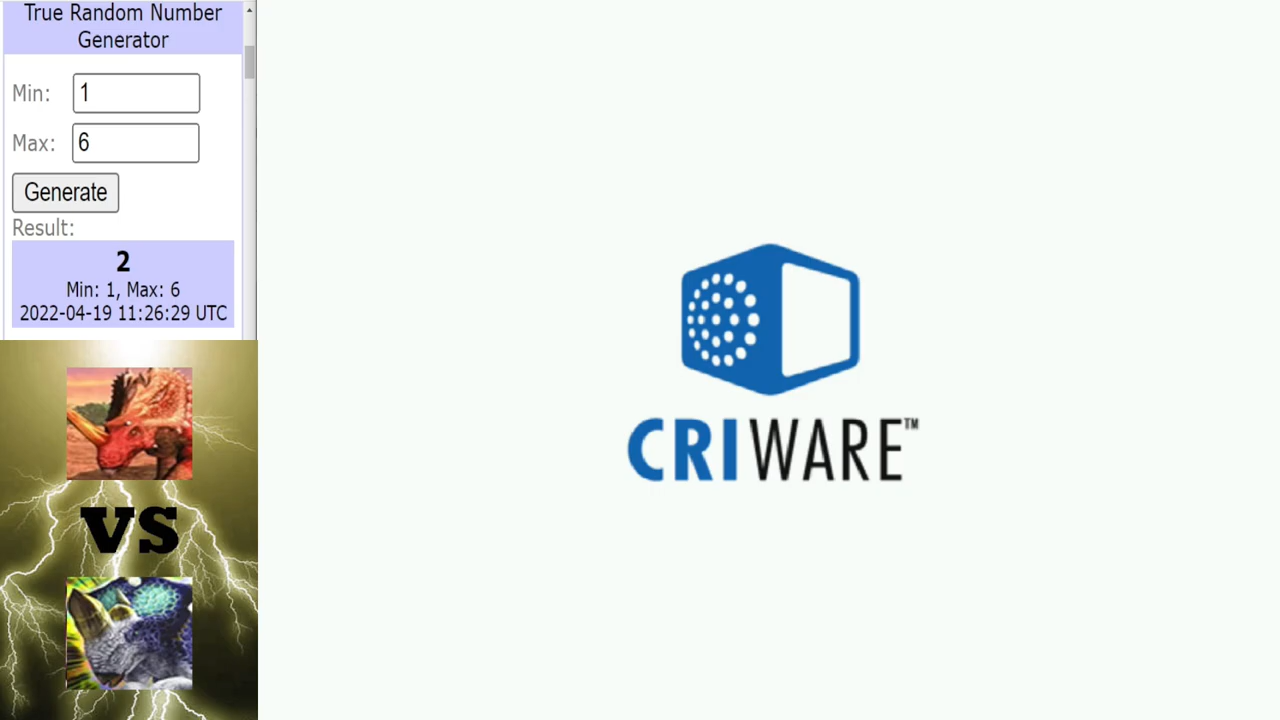 True Random Number
Generator
Min: 1
Max: 6
Generate
Result:
2
Min: 1, Max: 6
2022-04-19 11:26:29 UTC
vs
CRIWARE™